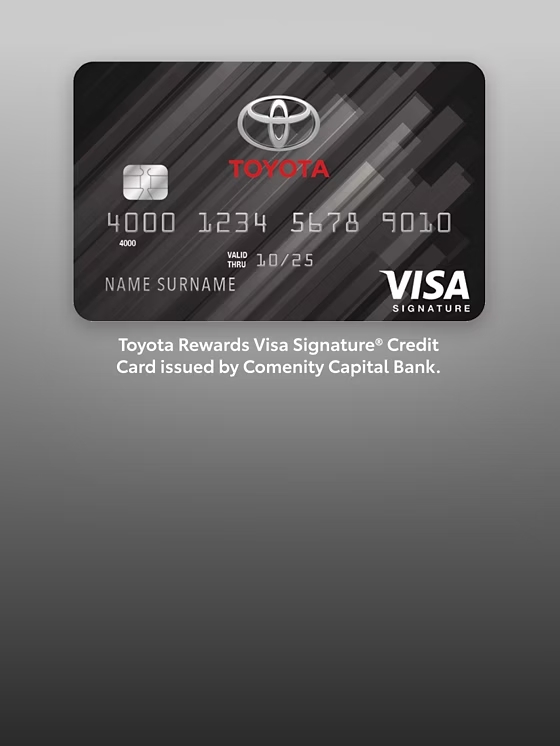 TOYOTA
4000 1234 5678 9010
4000
VALID
THRU 10/25
NAME SURNAME
VISA
SIGNATURE
Toyota Rewards Visa Signature® Credit
Card issued by Comenity Capital Bank.